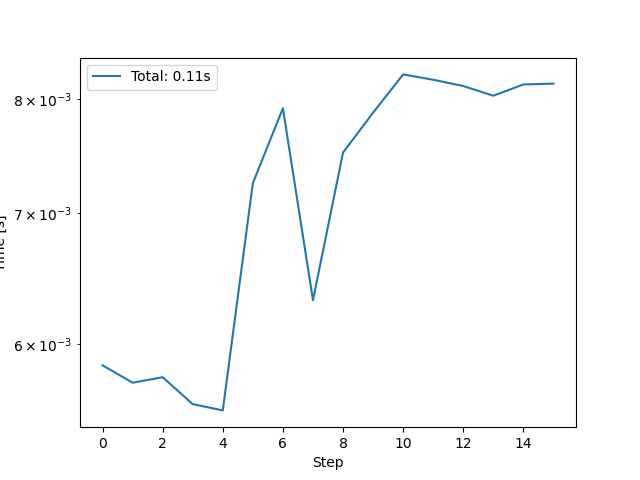 Total: 0.11s
8 × 10⁻³
7 × 10⁻³
6 × 10⁻³
Time [s]
0 2 4 6 8 10 12 14
Step